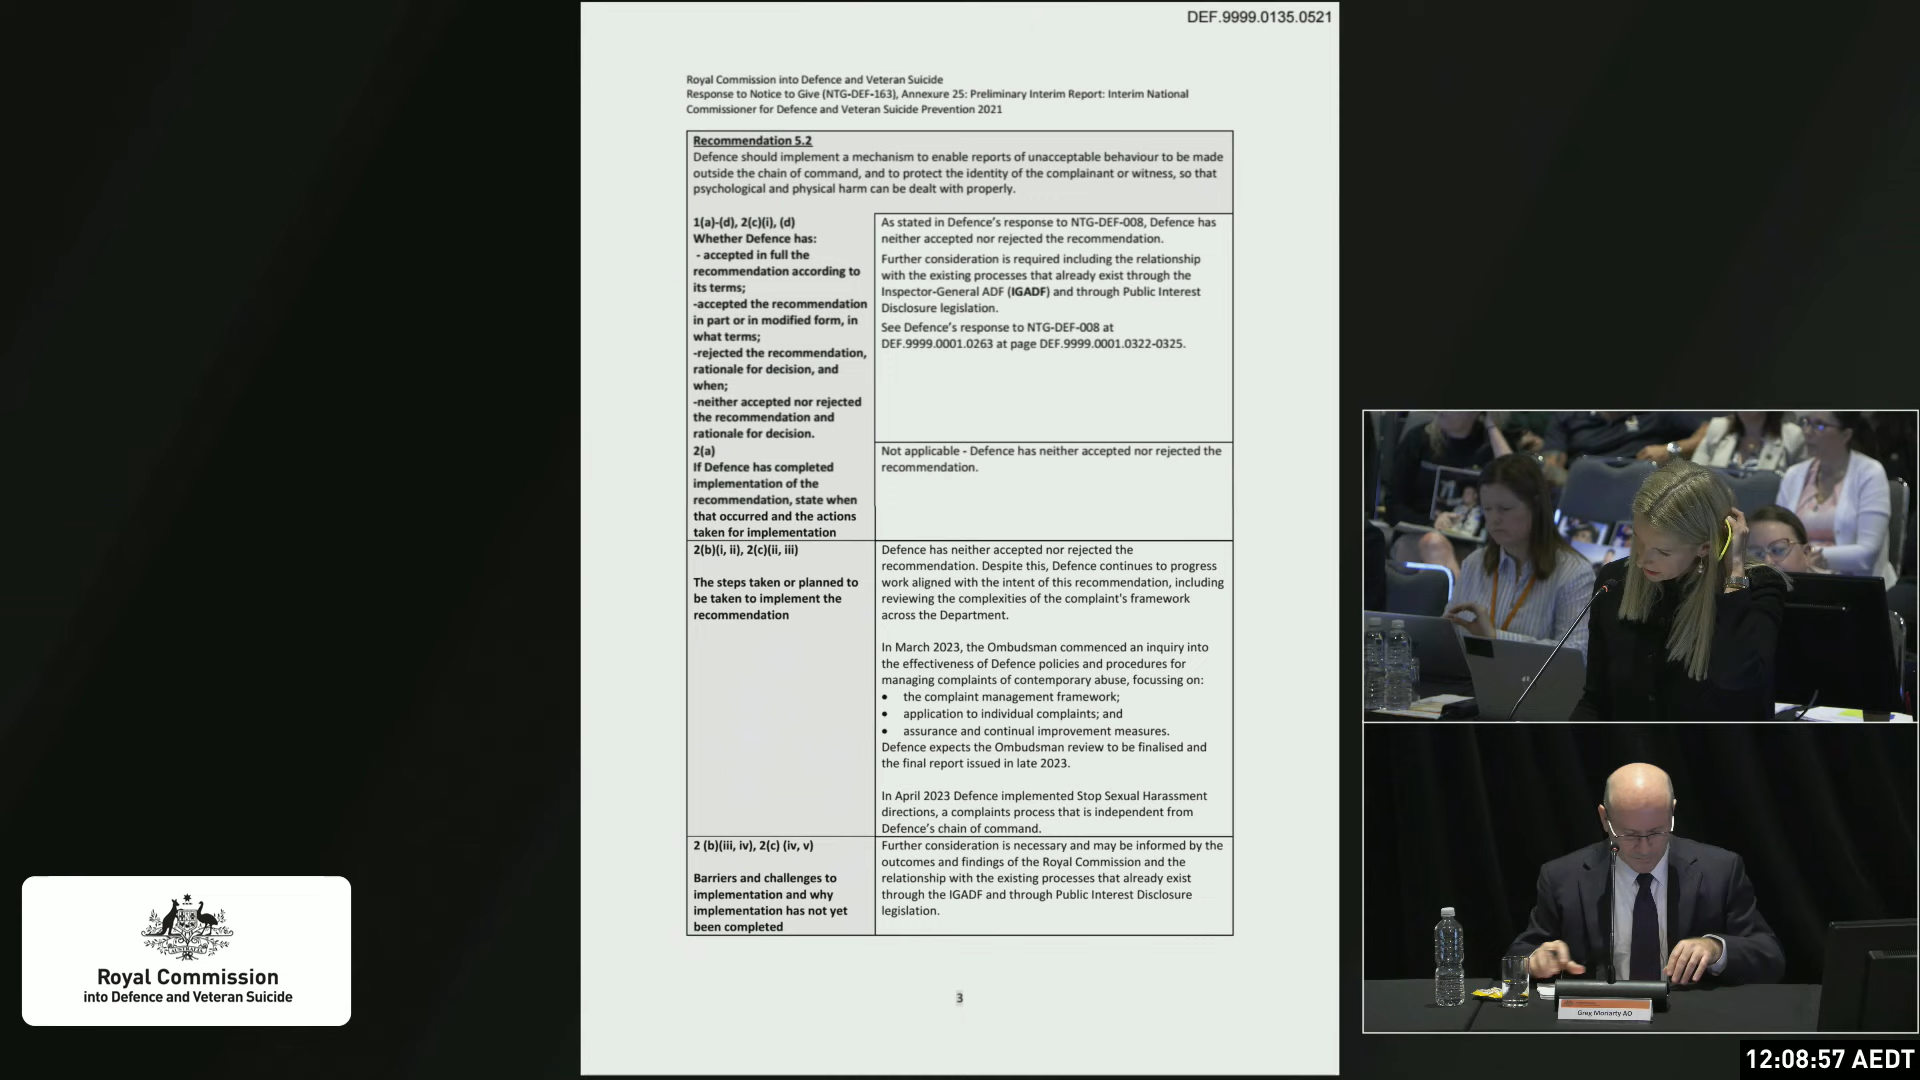 DEF.9999.0135.0521
Royal Commission into Defence and Veteran Suicide
Response to Notice to Give (NTG-DEF-163), Annexure 25: Preliminary Interim Report: Interim National
Commissioner for Defence and Veteran Suicide Prevention 2021
Recommendation 5.2
Defence should implement a mechanism to enable reports of unacceptable behaviour to be made
outside the chain of command, and to protect the identity of the complainant or witness, so that
psychological and physical harm can be dealt with properly.
1(a)-(d), 2(c)(i), (d)
Whether Defence has:
- accepted in full the
recommendation according to
its terms;
-accepted the recommendation
in part or in modified form, in
what terms;
-rejected the recommendation,
rationale for decision, and
when;
-neither accepted nor rejected
the recommendation and
rationale for decision.
As stated in Defence's response to NTG-DEF-008, Defence has
neither accepted nor rejected the recommendation.
Further consideration is required including the relationship
with the existing processes that already exist through the
Inspector-General ADF (IGADF) and through Public Interest
Disclosure legislation.
See Defence's response to NTG-DEF-008 at
DEF.9999.0001.0263 at page DEF.9999.0001.0322-0325.
2(a)
If Defence has completed
implementation of the
recommendation, state when
that occurred and the actions
taken for implementation
Not applicable - Defence has neither accepted nor rejected the
recommendation.
2(b)(i, ii), 2(c)(ii, iii)
The steps taken or planned to
be taken to implement the
recommendation
Defence has neither accepted nor rejected the
recommendation. Despite this, Defence continues to progress
work aligned with the intent of this recommendation, including
reviewing the complexities of the complaint's framework
across the Department.
In March 2023, the Ombudsman commenced an inquiry into
the effectiveness of Defence policies and procedures for
managing complaints of contemporary abuse, focussing on:
• the complaint management framework;
• application to individual complaints; and
• assurance and continual improvement measures.
Defence expects the Ombudsman review to be finalised and
the final report issued in late 2023.
In April 2023 Defence implemented Stop Sexual Harassment
directions, a complaints process that is independent from
Defence's chain of command.
2 (b)(iii, iv), 2(c) (iv, v)
Barriers and challenges to
implementation and why
implementation has not yet
been completed
Further consideration is necessary and may be informed by the
outcomes and findings of the Royal Commission and the
relationship with the existing processes that already exist
through the IGADF and through Public Interest Disclosure
legislation.
3
AUSTRALIA
Royal Commission
into Defence and Veteran Suicide
Greg Moriarty AO
12:08:57 AEDT